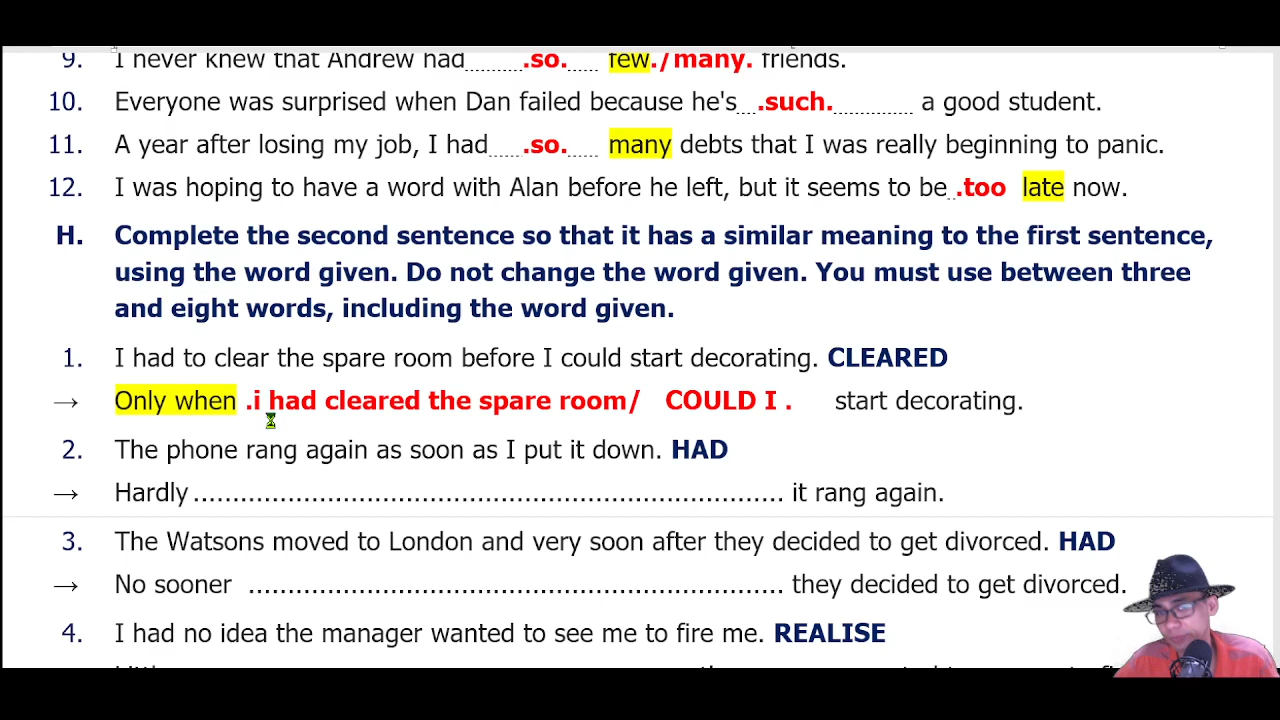 9. I never knew that Andrew had..........so...... few./many. friends.
10. Everyone was surprised when Dan failed because he's....such............... a good student.
11. A year after losing my job, I had......so...... many debts that I was really beginning to panic.
12. I was hoping to have a word with Alan before he left, but it seems to be..too late now.
H. Complete the second sentence so that it has a similar meaning to the first sentence,
using the word given. Do not change the word given. You must use between three
and eight words, including the word given.
1. I had to clear the spare room before I could start decorating. CLEARED
→ Only when .i had cleared the spare room/ COULD I . start decorating.
2. The phone rang again as soon as I put it down. HAD
→ Hardly........................................................................... it rang again.
3. The Watsons moved to London and very soon after they decided to get divorced. HAD
→ No sooner .................................................................... they decided to get divorced.
4. I had no idea the manager wanted to see me to fire me. REALISE